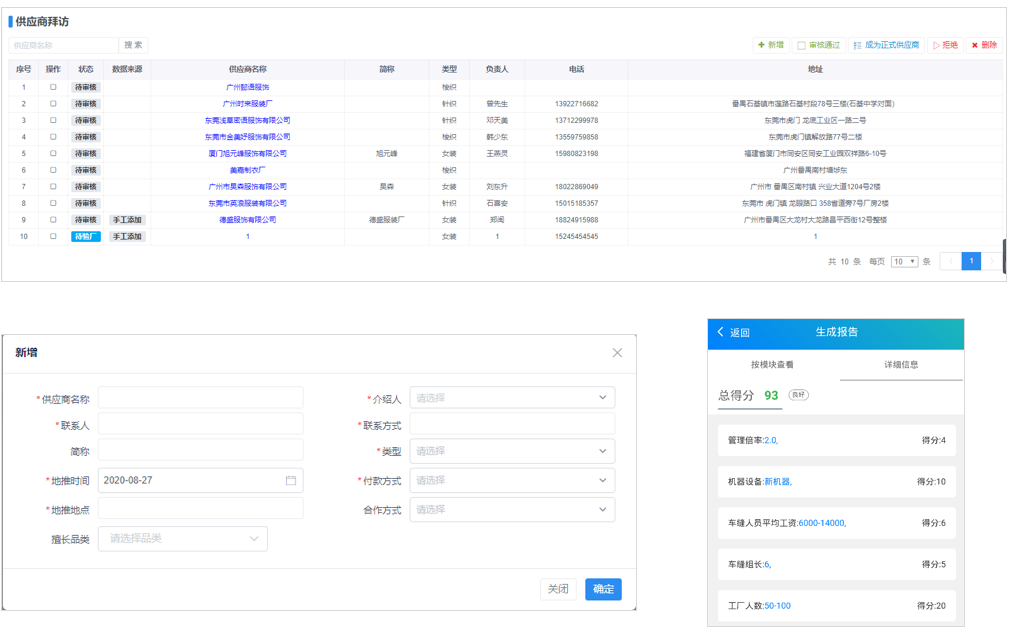 供应商拜访
供应商名称 搜 索 新增 审核通过 成为正式供应商 拒绝 删除
序号 操作 状态 数据来源 供应商名称 简称 类型 负责人 电话 地址
1 待审核 广州懿语服饰 梭织
2 待审核 广州时来服装厂 针织 曾先生 13922716682 番禺石基镇市莲路石基村段78号三楼(石基中学对面)
3 待审核 东莞浅草密语服饰有限公司 针织 邓天美 13712299978 东莞市虎门 龙眼工业区一路二号
4 待审核 东莞市金美妤服饰有限公司 梭织 韩少东 13559759858 东莞市虎门镇解放路77号二楼
5 待审核 厦门旭元峰服饰有限公司 旭元峰 女装 王燕灵 15980823198 福建省厦门市同安区同安工业园双祥路6-10号
6 待审核 美嘉制衣厂 梭织 广州番禺南村塘埗东
7 待审核 广州市昊森服饰有限公司 昊森 女装 刘东升 18022869049 广州市 番禺区南村镇 兴业大道1204号2楼
8 待审核 东莞市英浪服装有限公司 针织 石喜安 15015185357 东莞市 虎门镇 龙眼路口 358省道旁7号厂房2楼
9 待审核 手工添加 德盛服饰有限公司 德盛服装厂 女装 郑闽 18824915988 广州市番禺区大龙村大龙路昌平西街12号整楼
10 待验厂 手工添加 1 女装 1 15245454545 1
共 10 条 每页 10 条 1
新增
*供应商名称 *介绍人 请选择
*联系人 *联系方式
简称 *类型 请选择
*地推时间 2020-08-27 *付款方式 请选择
*地推地点 合作方式 请选择
擅长品类 请选择品类
关闭 确定
返回 生成报告
按模块查看 详细信息
总得分 93 良好
管理倍率:2.0, 得分:4
机器设备:新机器, 得分:10
车缝人员平均工资:6000-14000, 得分:6
车缝组长:6, 得分:5
工厂人数:50-100 得分:20